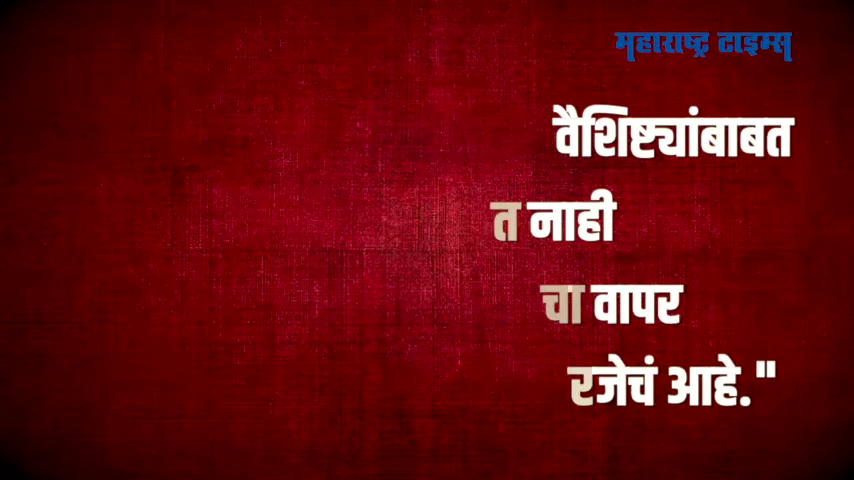 महाराष्ट्र टाइम्स्
वैशिष्ट्यांबाबत
त नाही
चा वापर
रजेचं आहे."